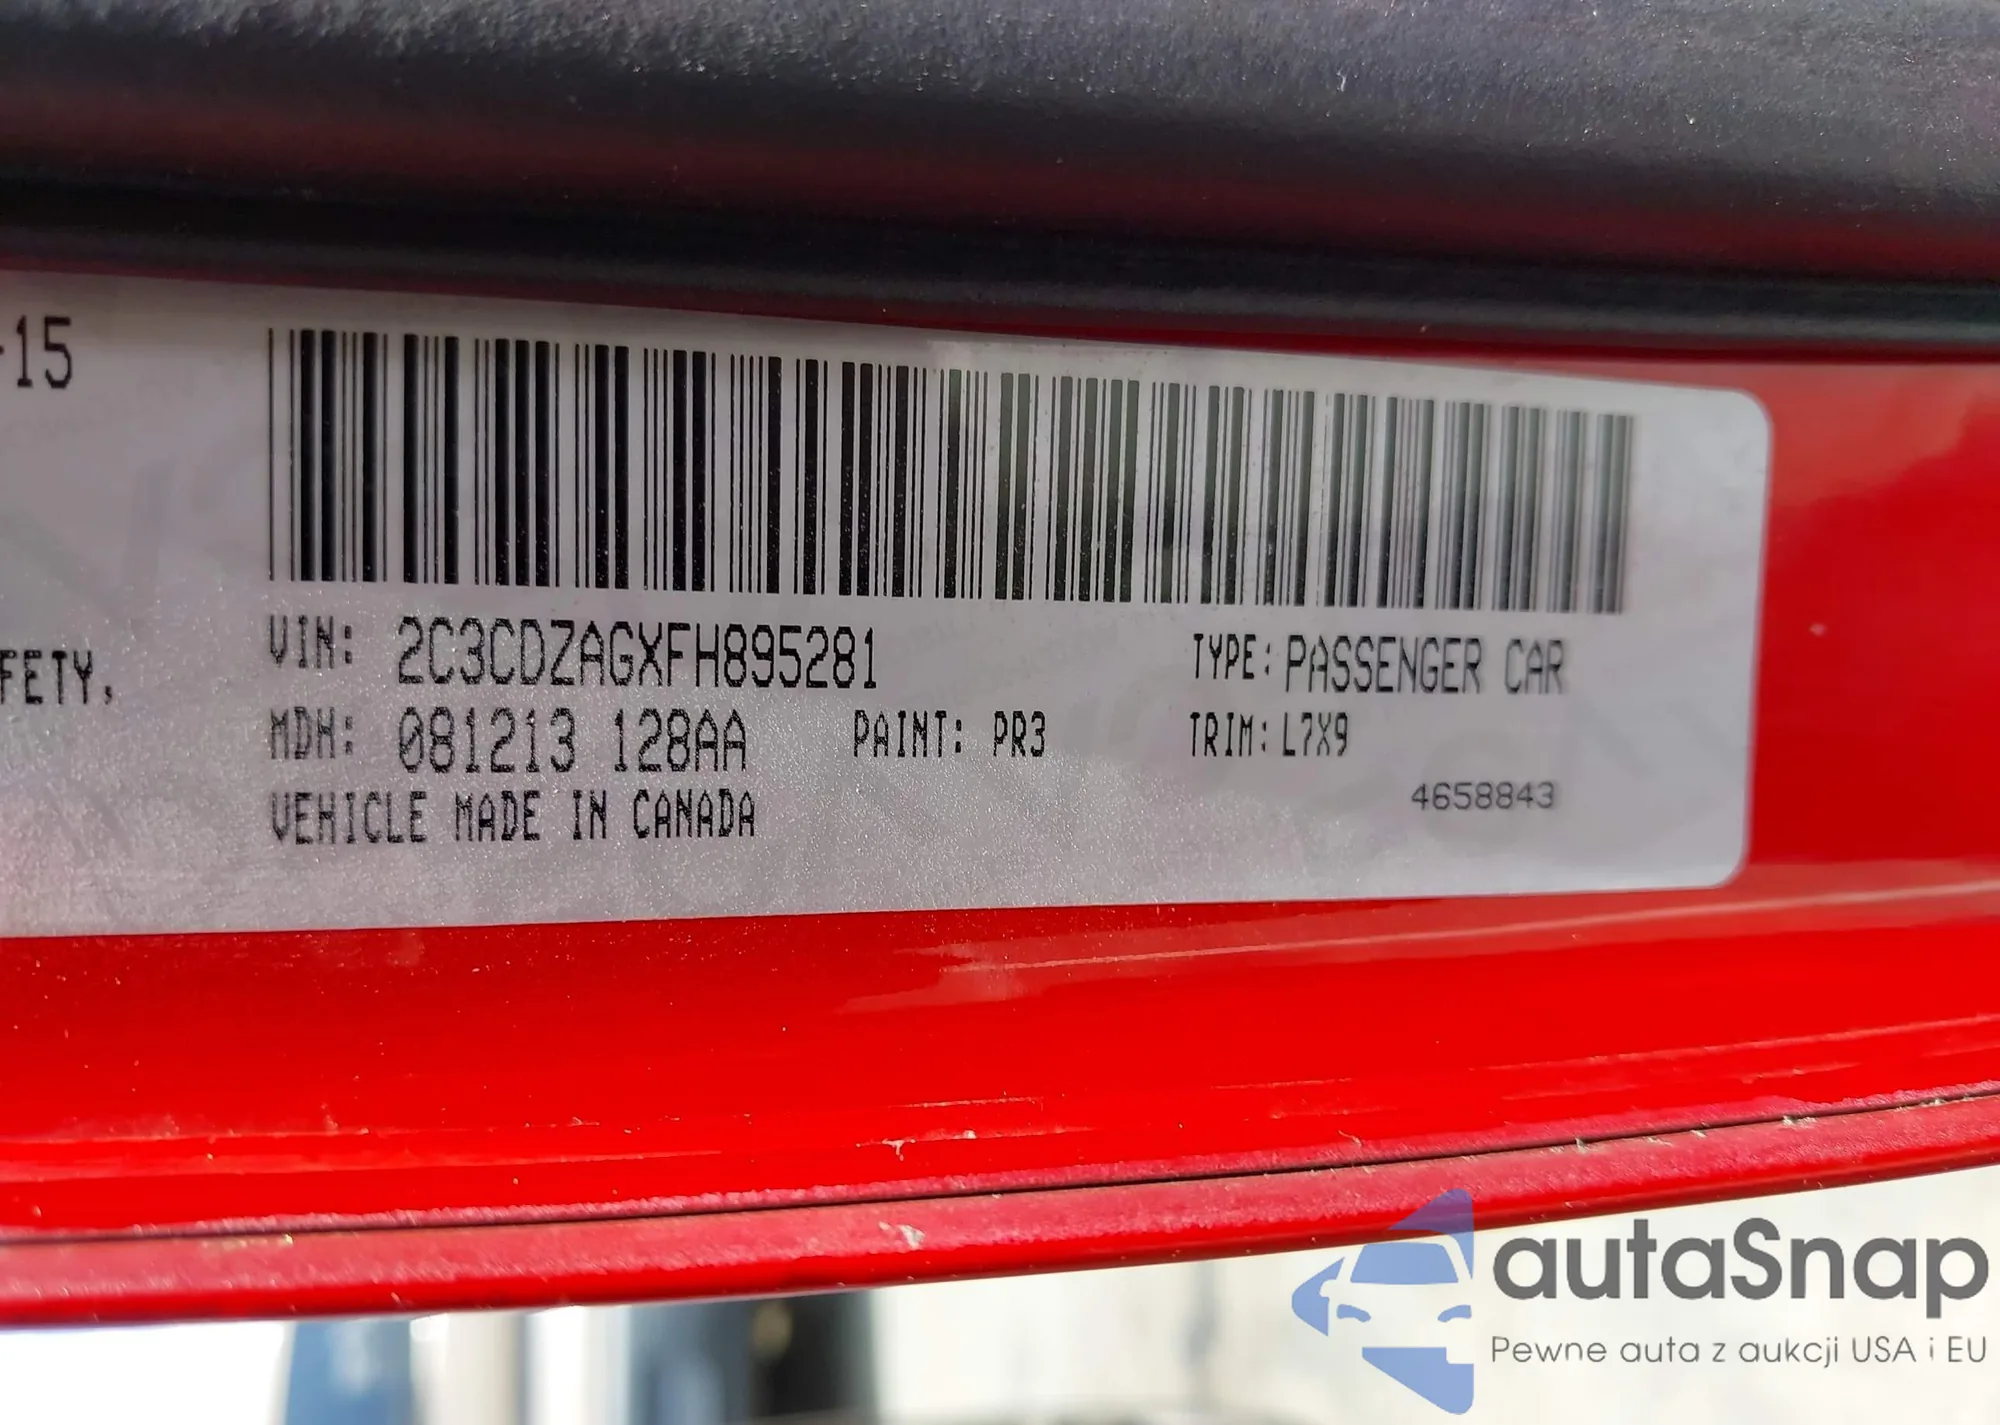 -15
FETY,
VIN: 2C3CDZAGXFH895281
TYPE: PASSENGER CAR
MDH: 081213 128AA
PAINT: PR3
TRIM: L7X9
VEHICLE MADE IN CANADA
4658843
autaSnap
Pewne auta z aukcji USA i EU